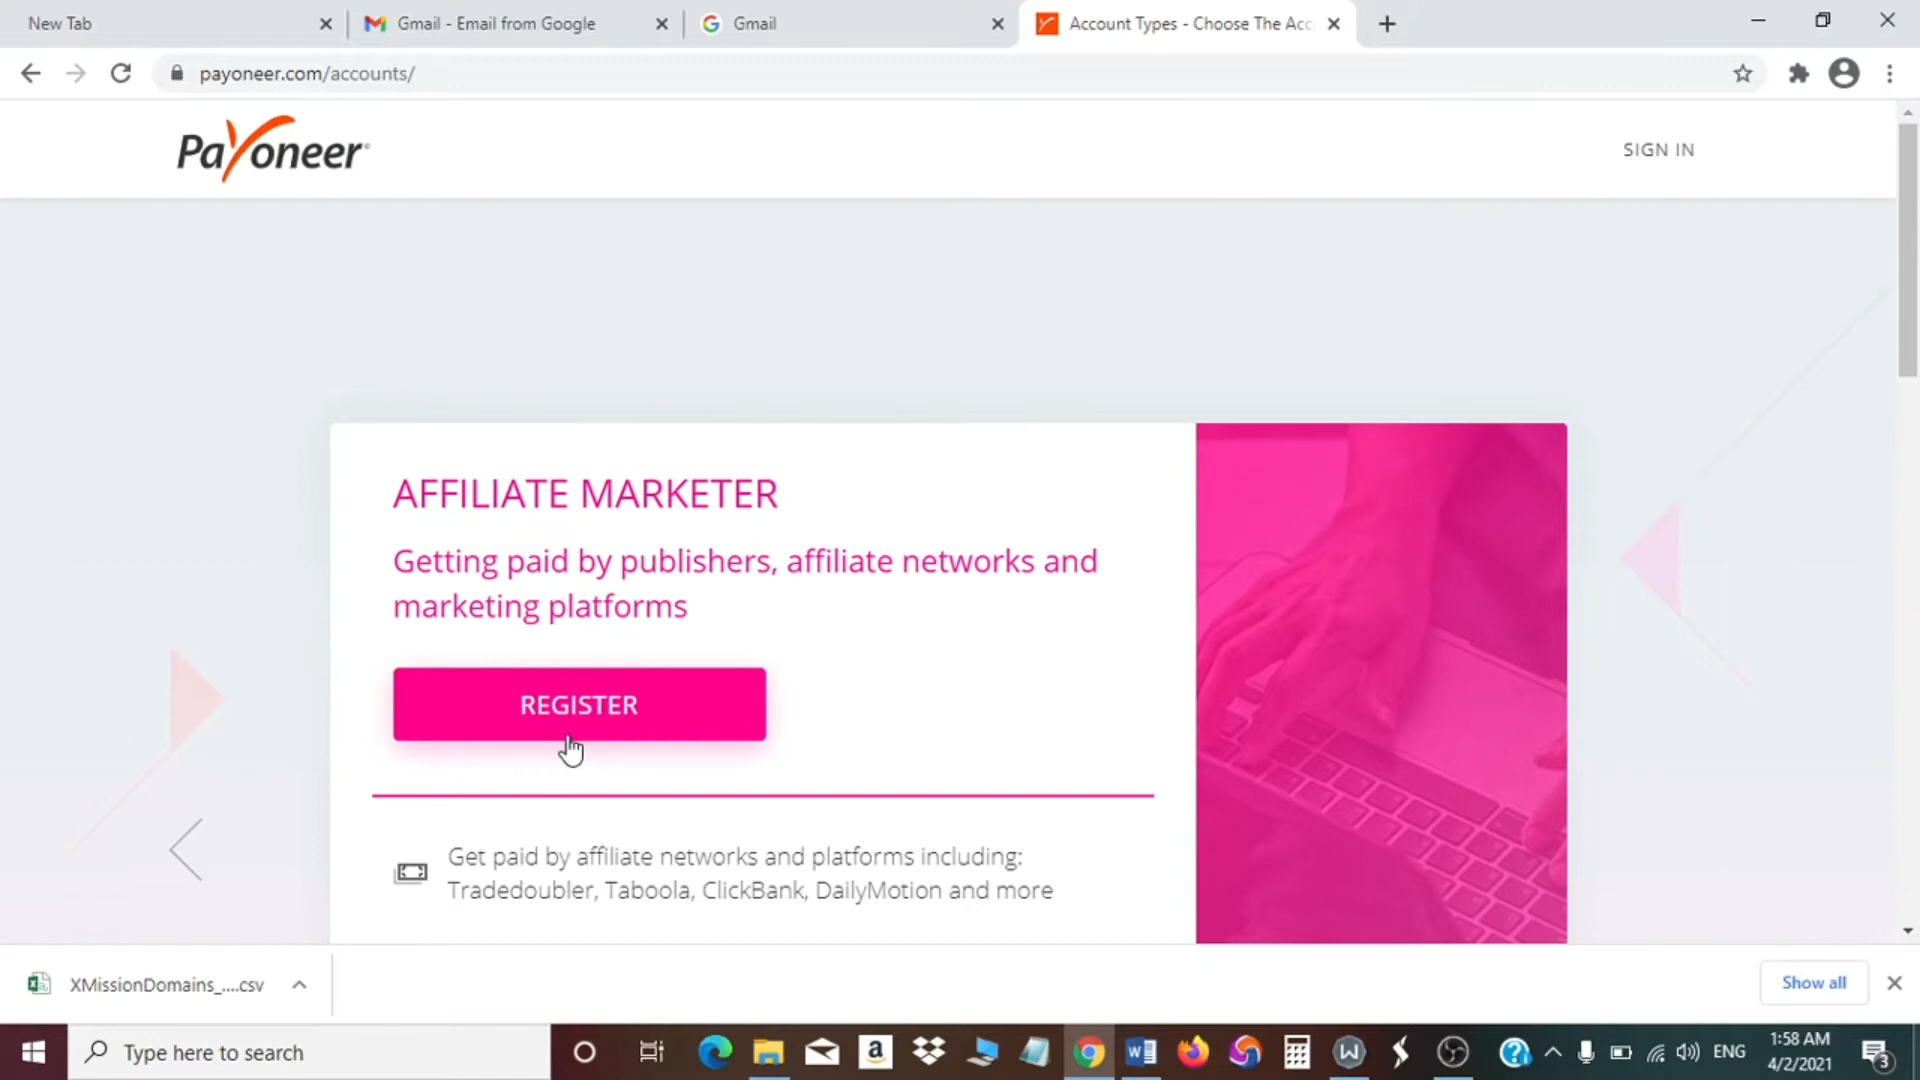 New Tab
Gmail - Email from Google
Gmail
Account Types - Choose The Acc
payoneer.com/accounts/
Payoneer
SIGN IN
AFFILIATE MARKETER
Getting paid by publishers, affiliate networks and
marketing platforms
REGISTER
Get paid by affiliate networks and platforms including:
Tradedoubler, Taboola, ClickBank, DailyMotion and more
XMissionDomains_....csv
Show all
Type here to search
ENG
1:58 AM
4/2/2021
3